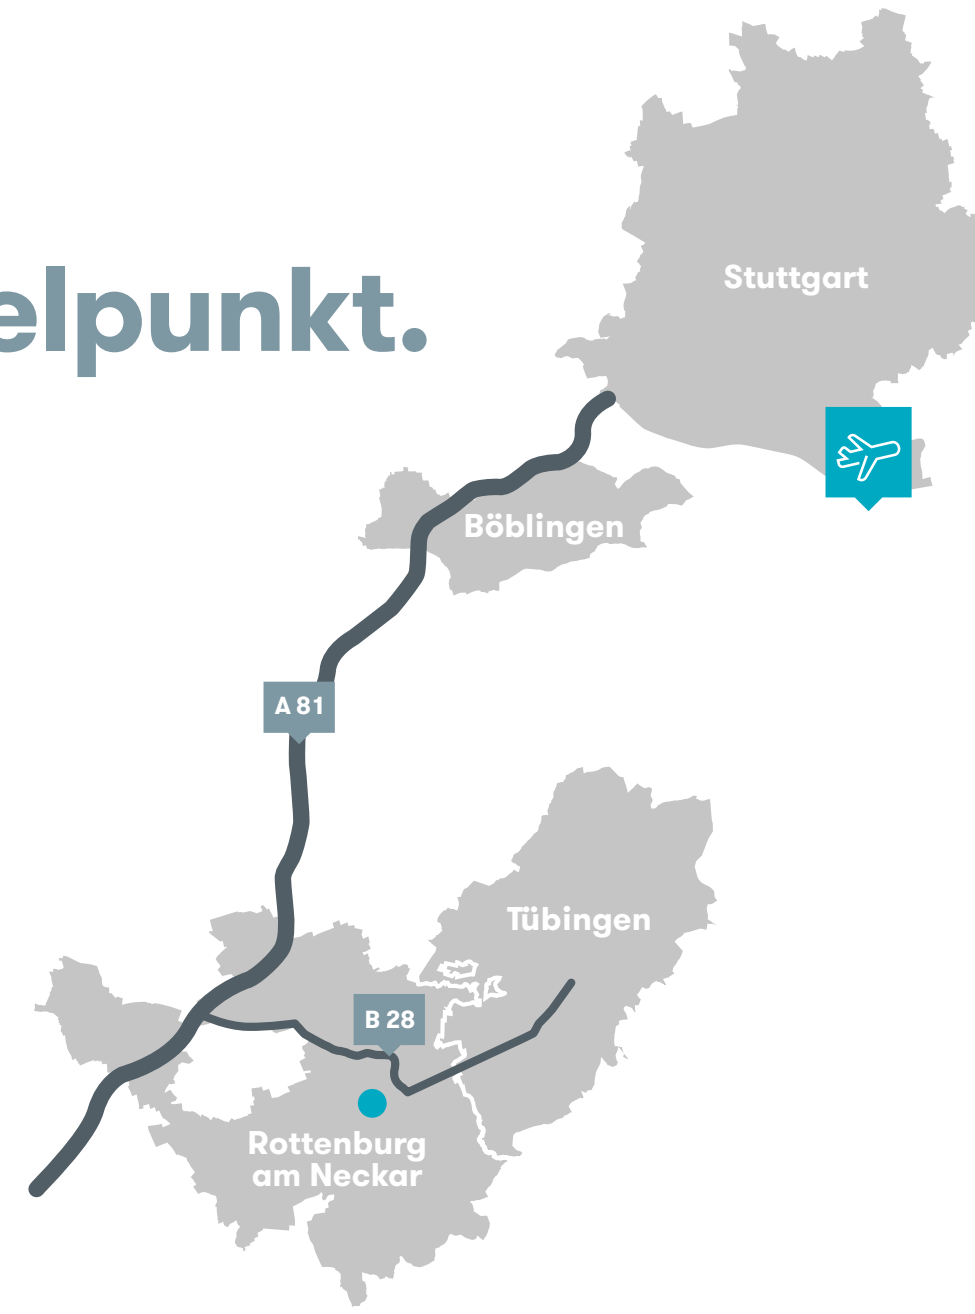 Stuttgart
elpunkt.
Böblingen
A 81
Tübingen
B 28
Rottenburg
am Neckar